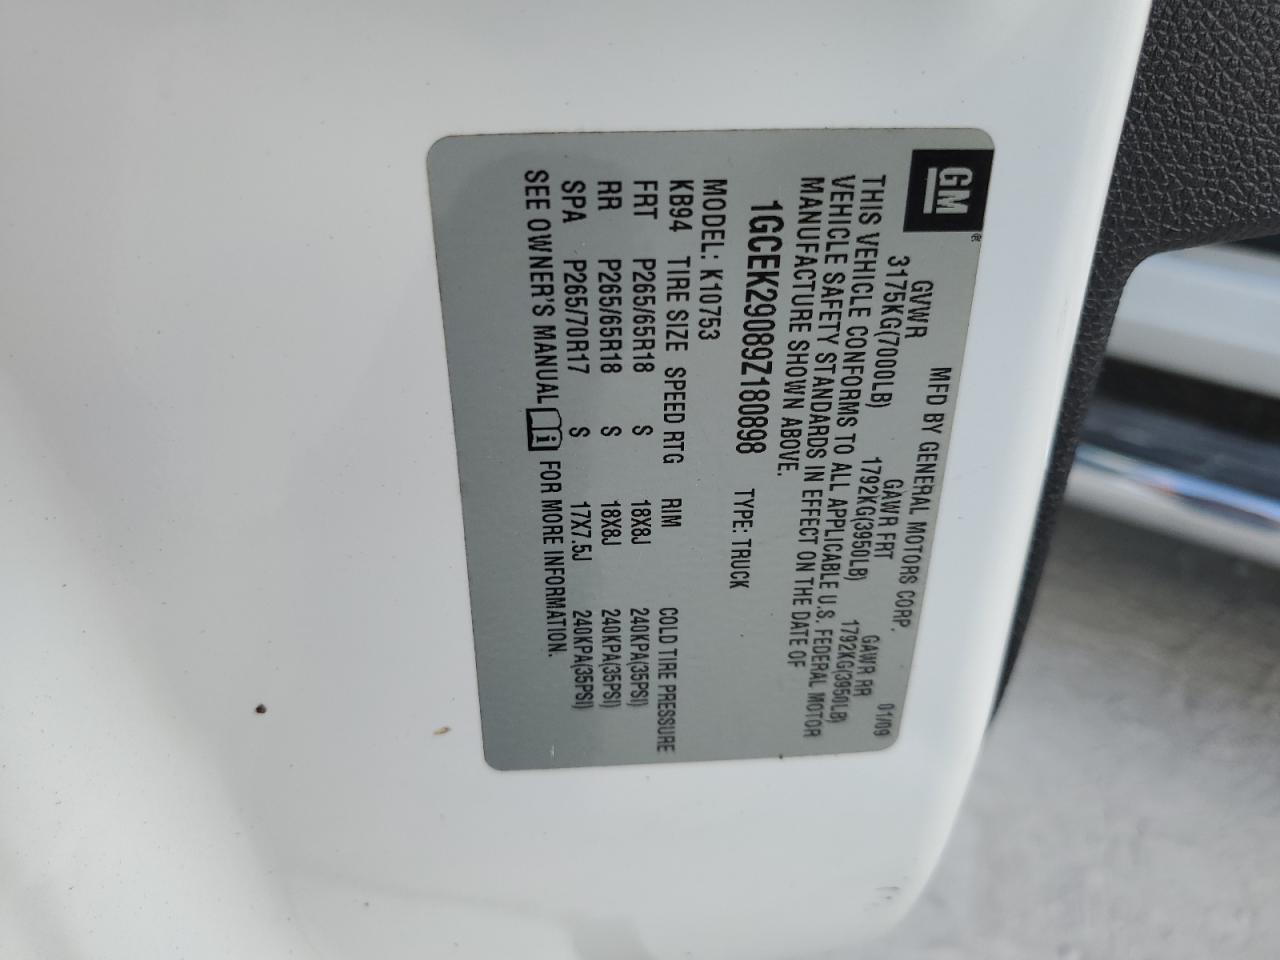 GM
MFD BY GENERAL MOTORS CORP. 01/09
GVWR GAWR FRT GAWR RR
3175KG(7000LB) 1792KG(3950LB) 1792KG(3950LB)
THIS VEHICLE CONFORMS TO ALL APPLICABLE U.S. FEDERAL MOTOR
VEHICLE SAFETY STANDARDS IN EFFECT ON THE DATE OF
MANUFACTURE SHOWN ABOVE.
1GCEK29089Z180898 TYPE: TRUCK
MODEL: K10753
KB94 TIRE SIZE SPEED RTG RIM COLD TIRE PRESSURE
FRT P265/65R18 S 18X8J 240KPA(35PSI)
RR P265/65R18 S 18X8J 240KPA(35PSI)
SPA P265/70R17 S 17X7.5J 240KPA(35PSI)
SEE OWNER'S MANUAL i FOR MORE INFORMATION.